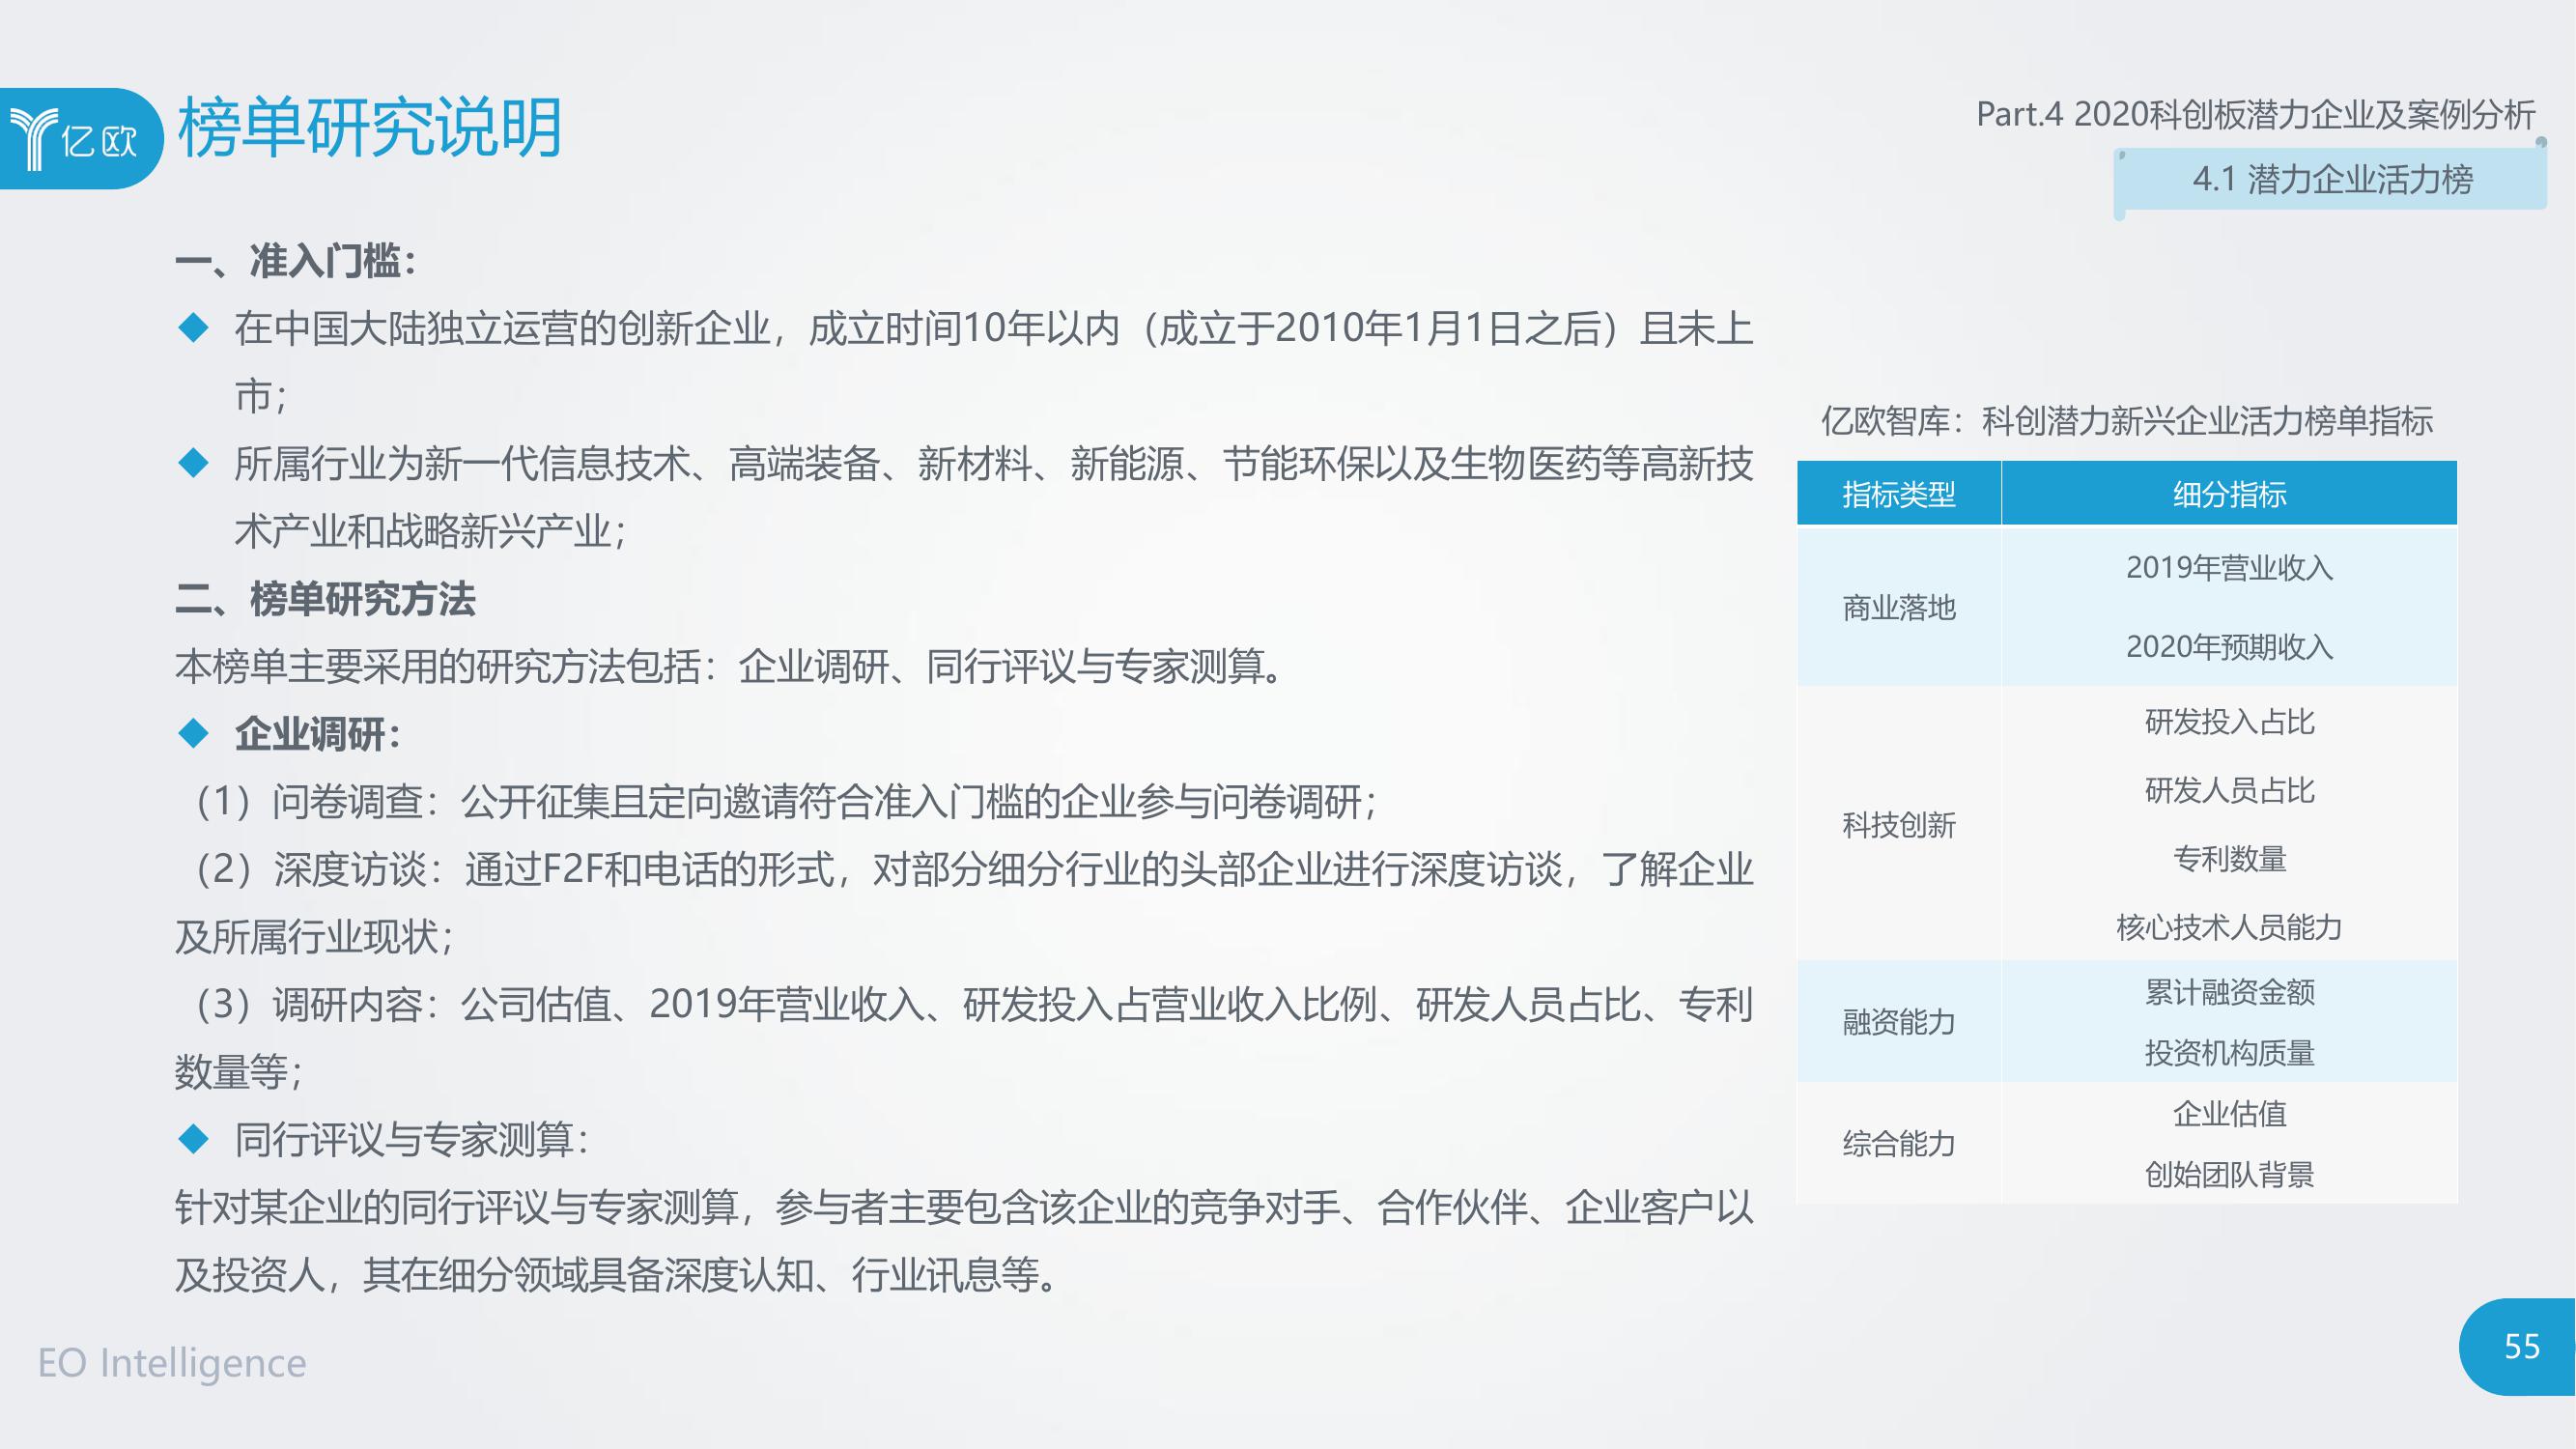 亿欧
榜单研究说明
Part.4 2020科创板潜力企业及案例分析
4.1 潜力企业活力榜
一、准入门槛：
在中国大陆独立运营的创新企业，成立时间10年以内（成立于2010年1月1日之后）且未上
市；
所属行业为新一代信息技术、高端装备、新材料、新能源、节能环保以及生物医药等高新技
术产业和战略新兴产业；
二、榜单研究方法
本榜单主要采用的研究方法包括：企业调研、同行评议与专家测算。
企业调研：
（1）问卷调查：公开征集且定向邀请符合准入门槛的企业参与问卷调研；
（2）深度访谈：通过F2F和电话的形式，对部分细分行业的头部企业进行深度访谈，了解企业
及所属行业现状；
（3）调研内容：公司估值、2019年营业收入、研发投入占营业收入比例、研发人员占比、专利
数量等；
同行评议与专家测算：
针对某企业的同行评议与专家测算，参与者主要包含该企业的竞争对手、合作伙伴、企业客户以
及投资人，其在细分领域具备深度认知、行业讯息等。
亿欧智库：科创潜力新兴企业活力榜单指标
指标类型 细分指标
商业落地
2019年营业收入
2020年预期收入
科技创新
研发投入占比
研发人员占比
专利数量
核心技术人员能力
融资能力
累计融资金额
投资机构质量
综合能力
企业估值
创始团队背景
EO Intelligence
55